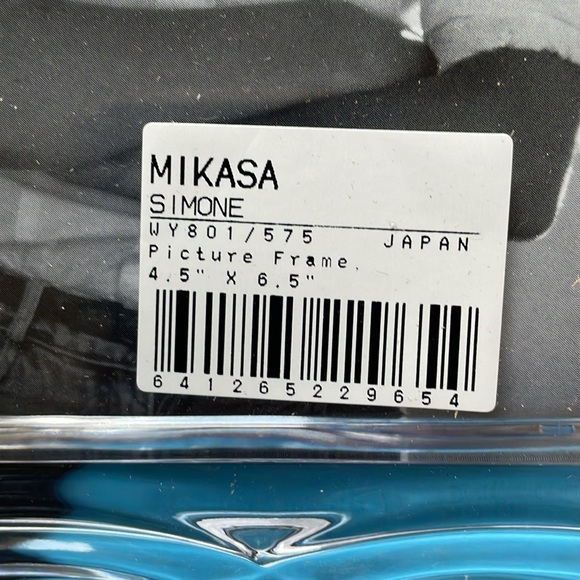 MIKASA
SIMONE
WY801/575 JAPAN
Picture Frame,
4.5" X 6.5"
641265229654